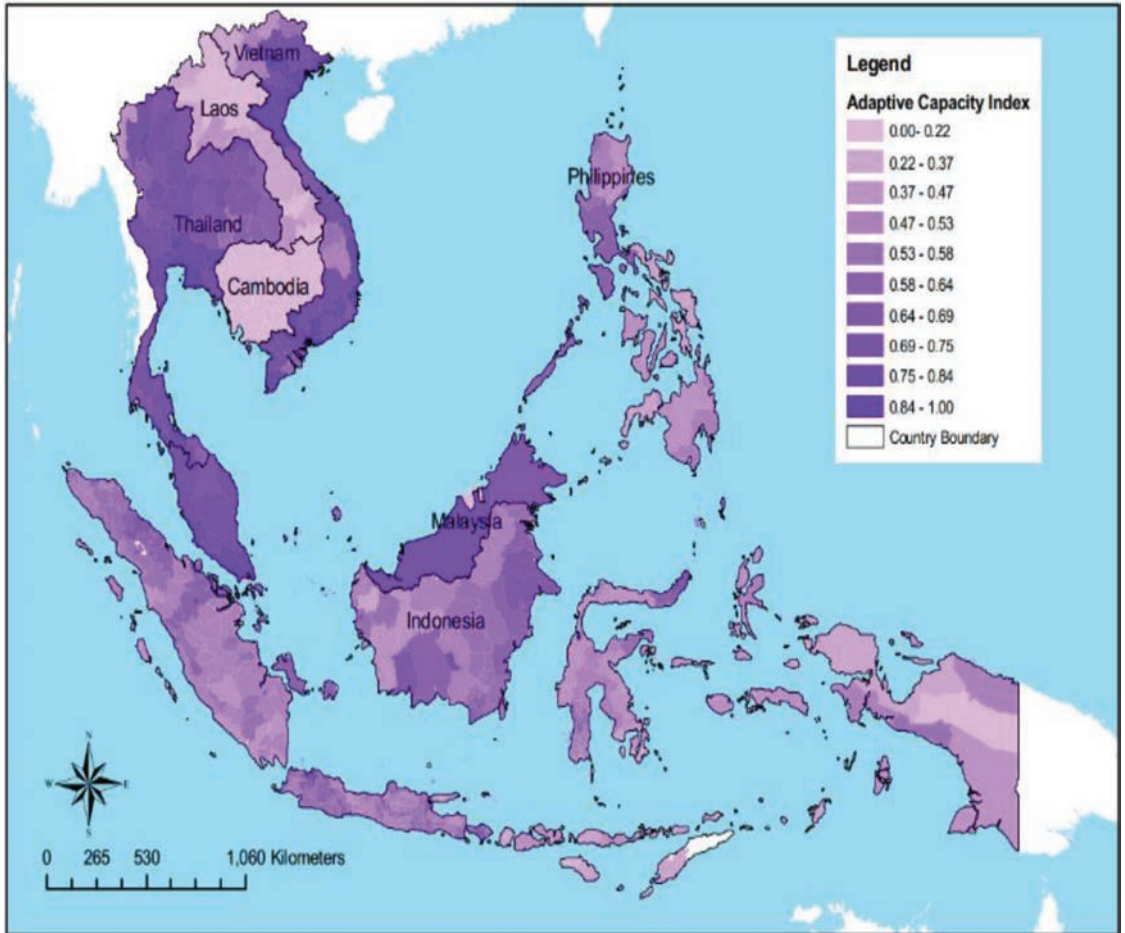 Vietnam
Laos
Thailand
Cambodia
Philippines
Malaysia
Indonesia
Legend
Adaptive Capacity Index
0.00- 0.22
0.22 - 0.37
0.37 - 0.47
0.47 - 0.53
0.53 - 0.58
0.58 - 0.64
0.64 - 0.69
0.69 - 0.75
0.75 - 0.84
0.84 - 1.00
Country Boundary
N
W E
S
0 265 530 1,060 Kilometers